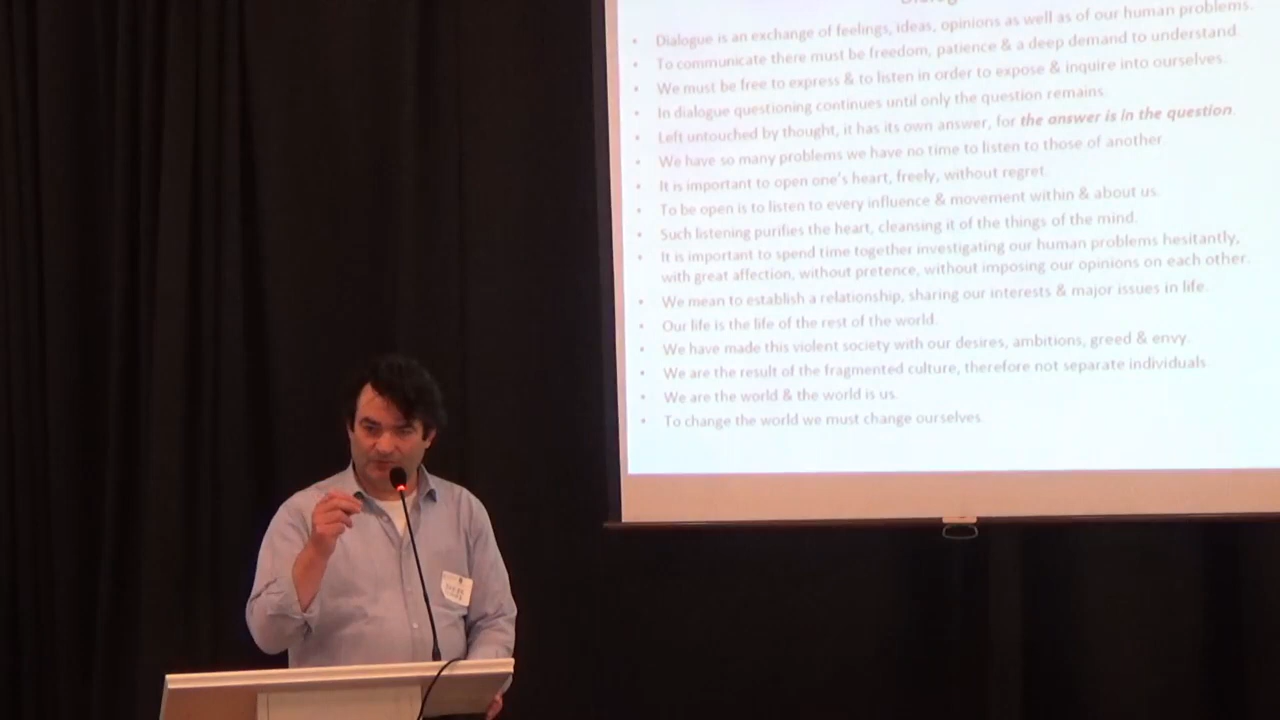 Dialog
• Dialogue is an exchange of feelings, ideas, opinions as well as of our human problems.
• To communicate there must be freedom, patience & a deep demand to understand.
• We must be free to express & to listen in order to expose & inquire into ourselves.
• In dialogue questioning continues until only the question remains.
• Left untouched by thought, it has its own answer, for the answer is in the question.
• We have so many problems we have no time to listen to those of another
• It is important to open one's heart, freely, without regret.
• To be open is to listen to every influence & movement within & about us.
• Such listening purifies the heart, cleansing it of the things of the mind.
• It is important to spend time together investigating our human problems hesitantly,
with great affection, without pretence, without imposing our opinions on each other.
• We mean to establish a relationship, sharing our interests & major issues in life.
• Our life is the life of the rest of the world.
• We have made this violent society with our desires, ambitions, greed & envy.
• We are the result of the fragmented culture, therefore not separate individuals
• We are the world & the world is us.
• To change the world we must change ourselves.